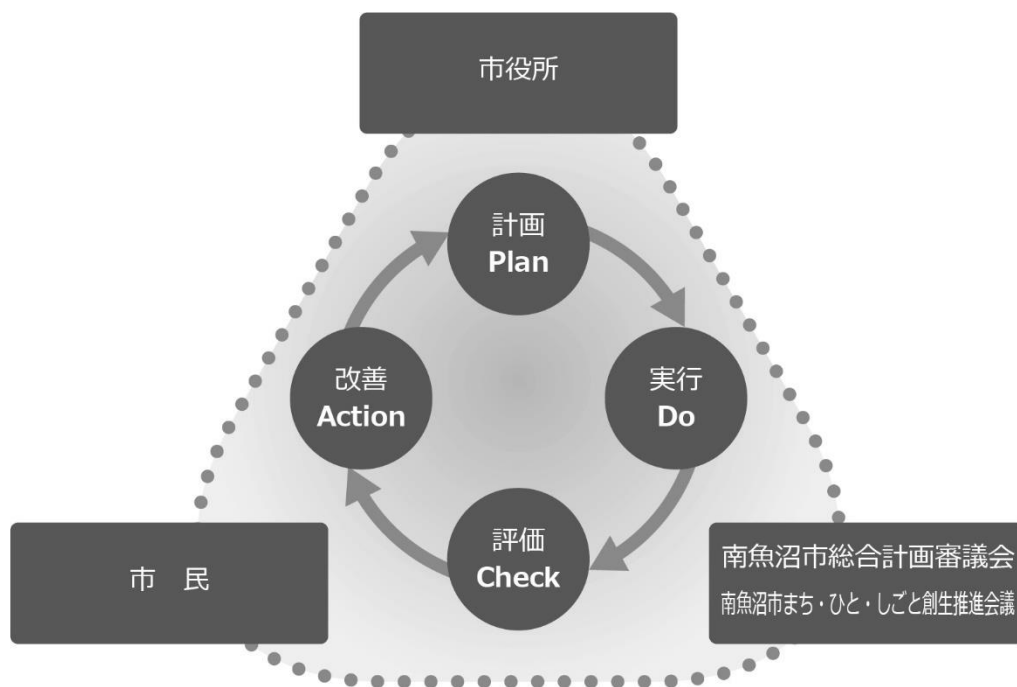 市役所
計画
Plan
改善
Action
実行
Do
評価
Check
市　民
南魚沼市総合計画審議会
南魚沼市まち・ひと・しごと創生推進会議